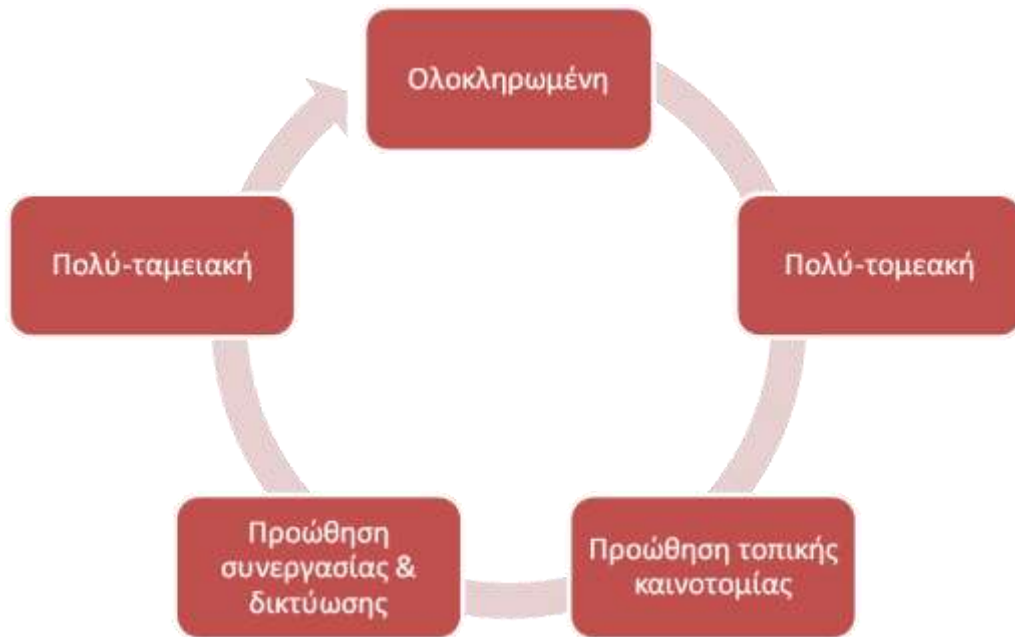 Ολοκληρωμένη
Πολύ-ταμειακή
Πολύ-τομεακή
Προώθηση
συνεργασίας &
δικτύωσης
Προώθηση τοπικής
καινοτομίας